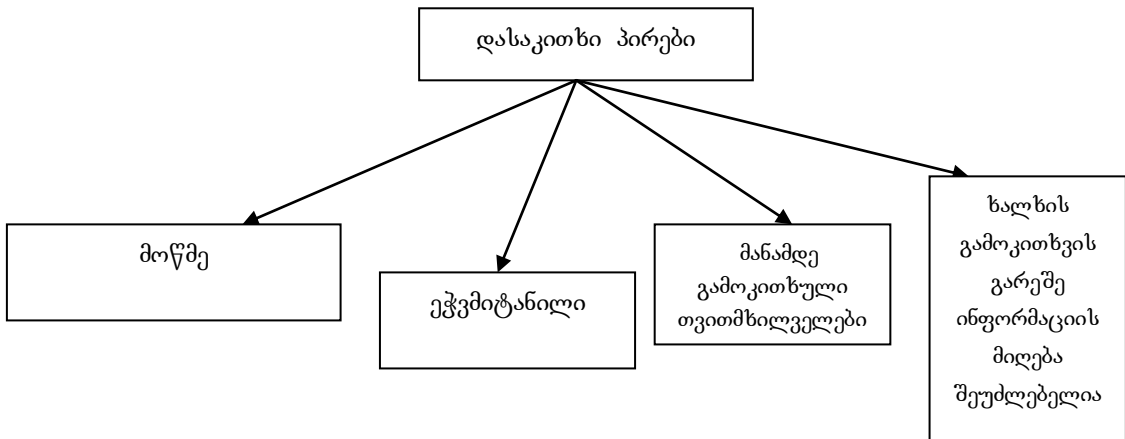 დასაკითხი პირები
მოწმე
ეჭვმიტანილი
მანამდე
გამოკითხული
თვითმხილველები
ხალხის
გამოკითხვის
გარეშე
ინფორმაციის
მიღება
შეუძლებელია